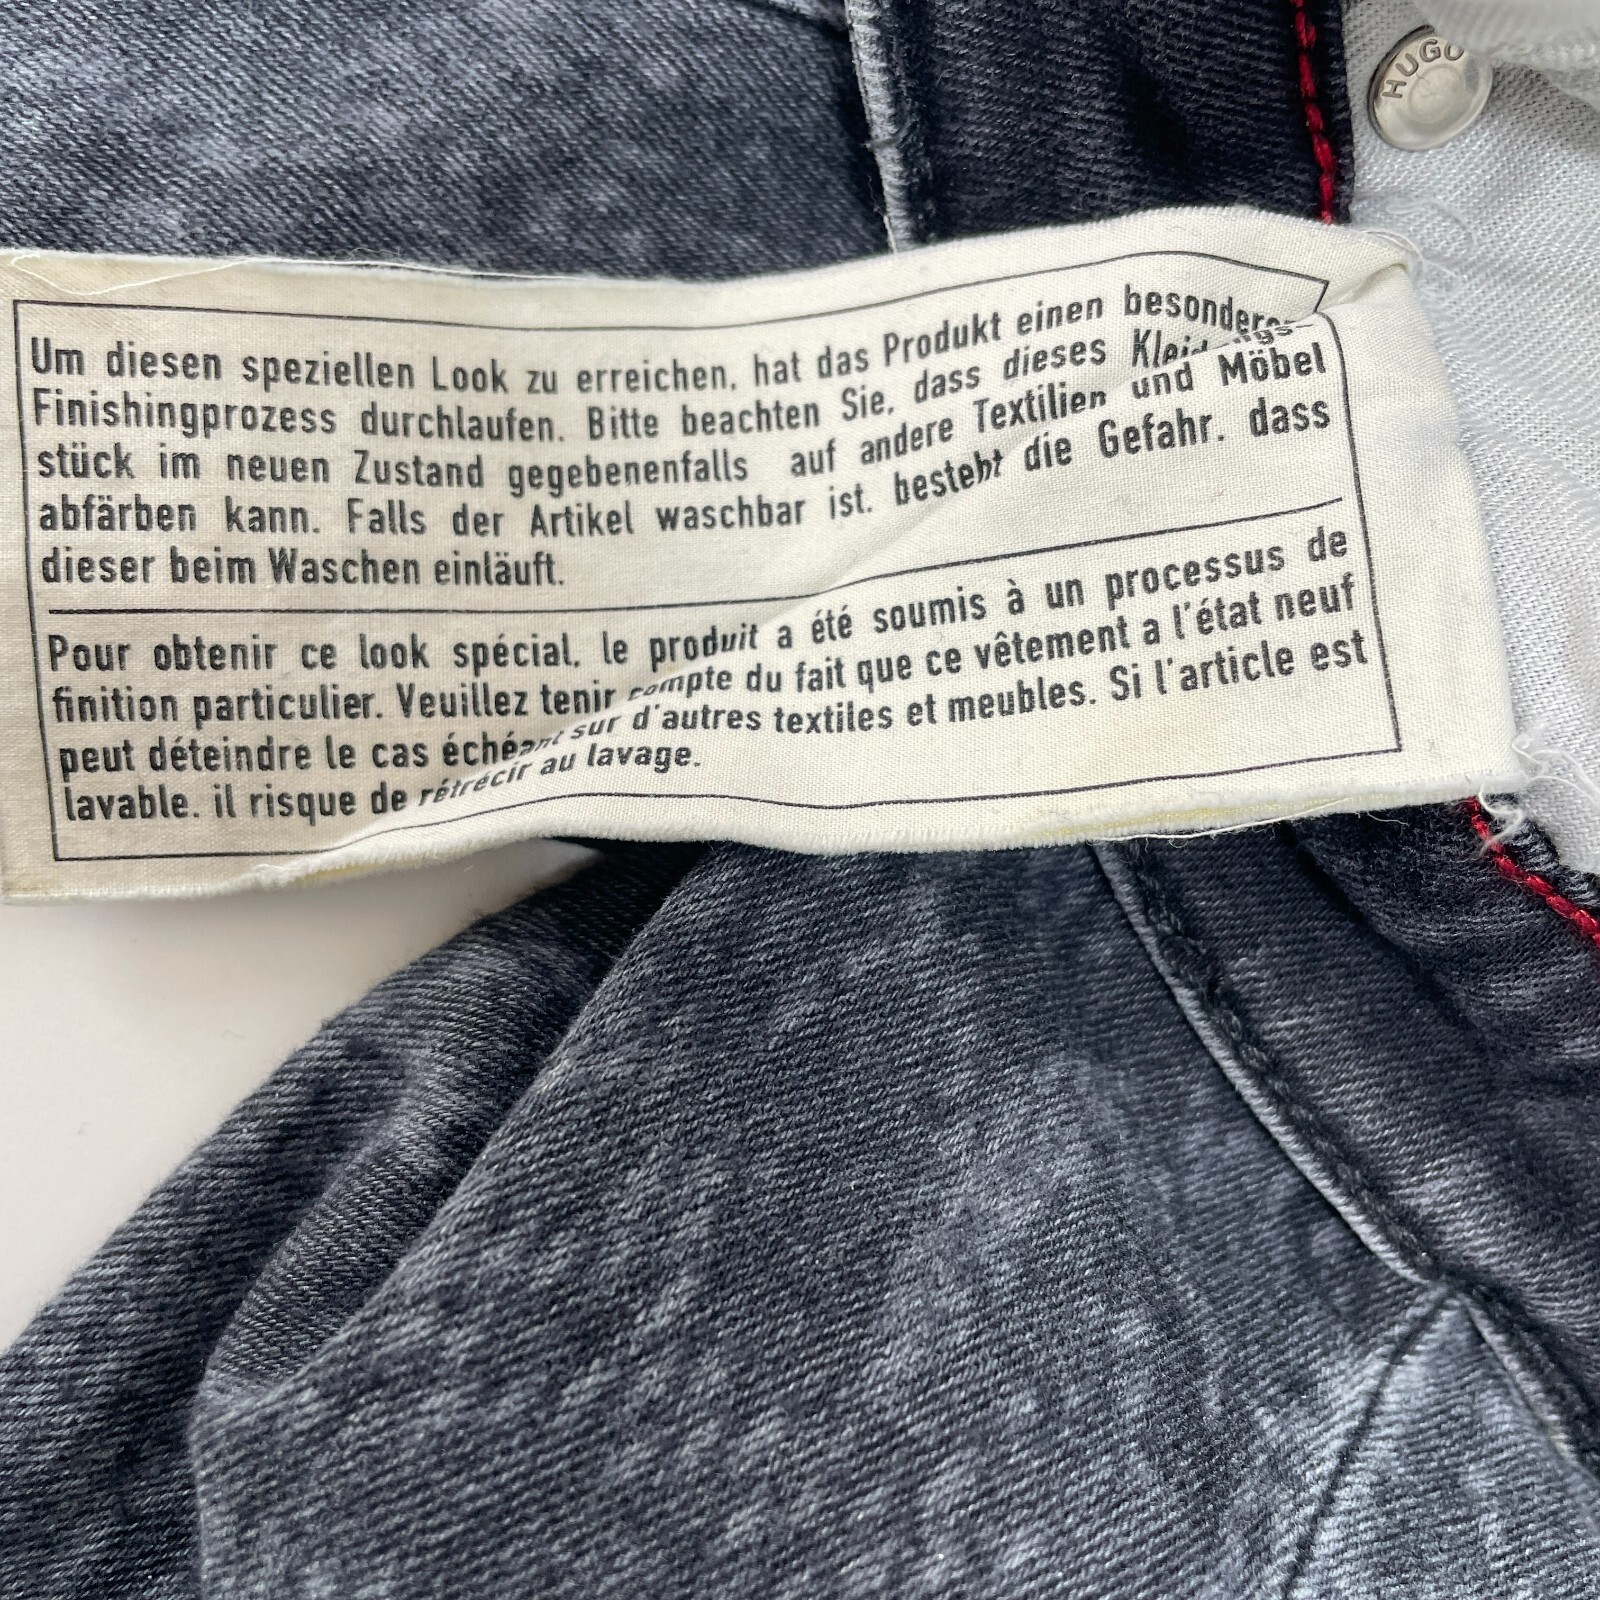 HUGO
Um diesen speziellen Look zu erreichen, hat das Produkt einen besonderen
Finishingprozess durchlaufen. Bitte beachten Sie, dass dieses
stück im neuen Zustand gegebenenfalls auf andere Textilien und Möbel
abfärben kann. Falls der Artikel waschbar ist, besteht die Gefahr, dass
dieser beim Waschen einläuft.
Pour obtenir ce look spécial, le produit a été soumis à un processus de
finition particulier. Veuillez tenir compte du fait que ce vêtement a l'état neuf
peut déteindre le cas échéant sur d'autres textiles et meubles. Si l'article est
lavable, il risque de rétrécir au lavage.